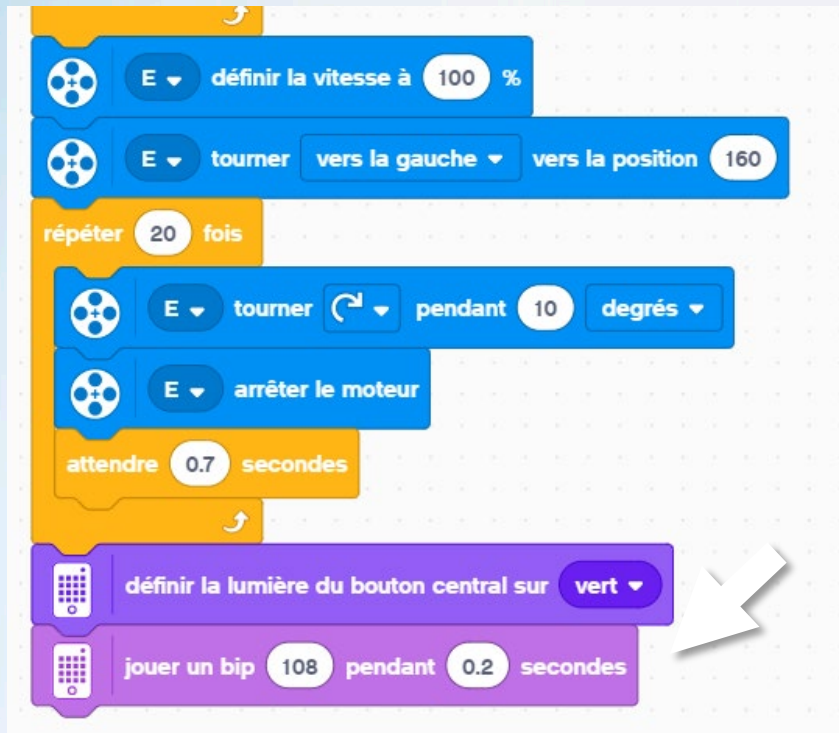 E définir la vitesse à 100 %
E tourner vers la gauche vers la position 160
répéter 20 fois
E tourner pendant 10 degrés
E arrêter le moteur
attendre 0.7 secondes
définir la lumière du bouton central sur vert
jouer un bip 108 pendant 0.2 secondes